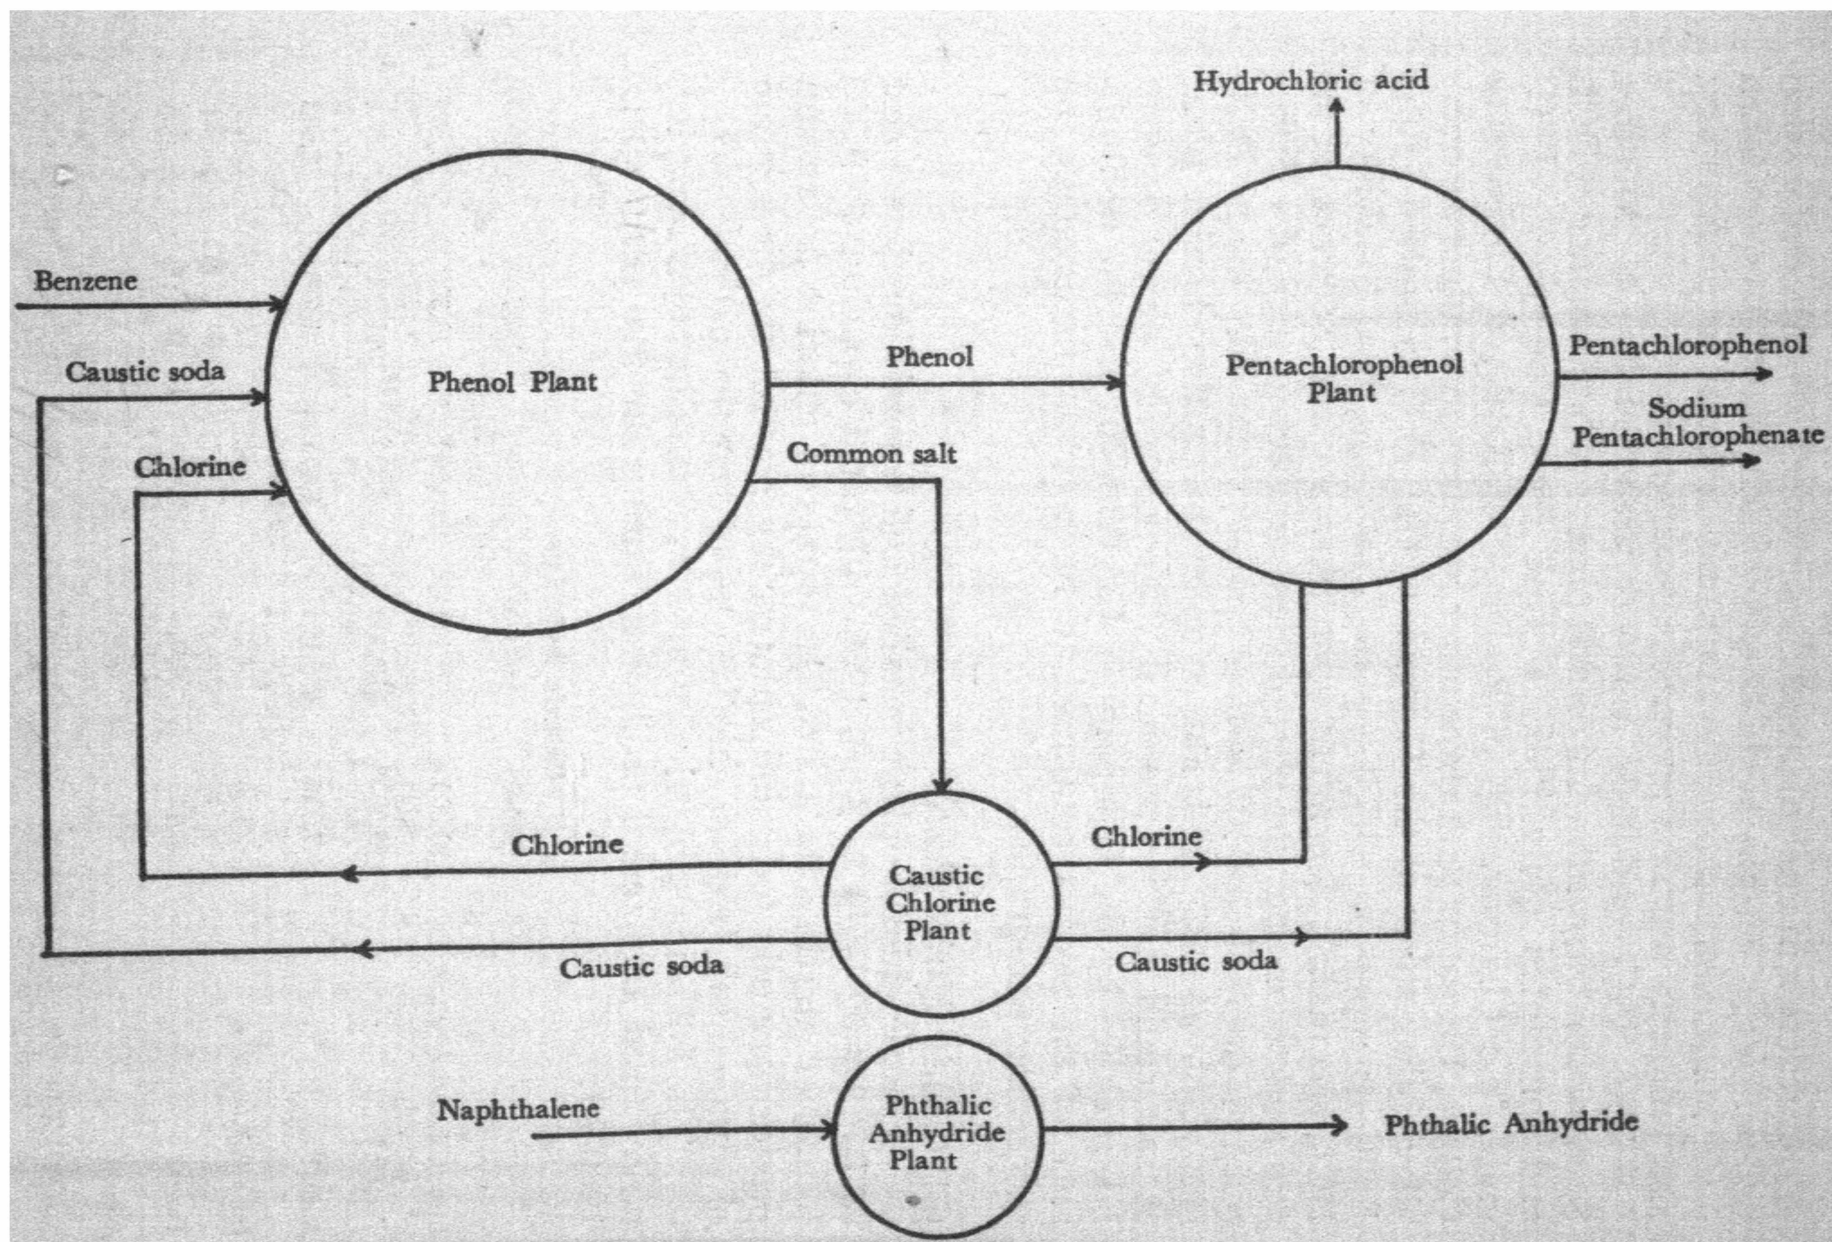 Hydrochloric acid
Benzene
Caustic soda
Chlorine
Phenol Plant
Phenol
Common salt
Pentachlorophenol
Plant
Pentachlorophenol
Sodium
Pentachlorophenate
Chlorine
Caustic soda
Caustic
Chlorine
Plant
Chlorine
Caustic soda
Naphthalene
Phthalic
Anhydride
Plant
Phthalic Anhydride